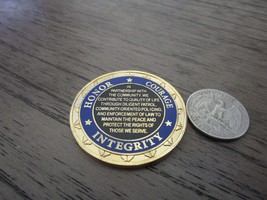 HONOR
COURAGE
INTEGRITY
IN
PARTNERSHIP WITH
THE COMMUNITY, WE
CONTRIBUTE TO QUALITY OF LIFE
THROUGH DILIGENT PATROL,
COMMUNITY ORIENTED POLICING,
AND ENFORCEMENT OF LAW TO
MAINTAIN THE PEACE AND
PROTECT THE RIGHTS OF
THOSE WE SERVE.